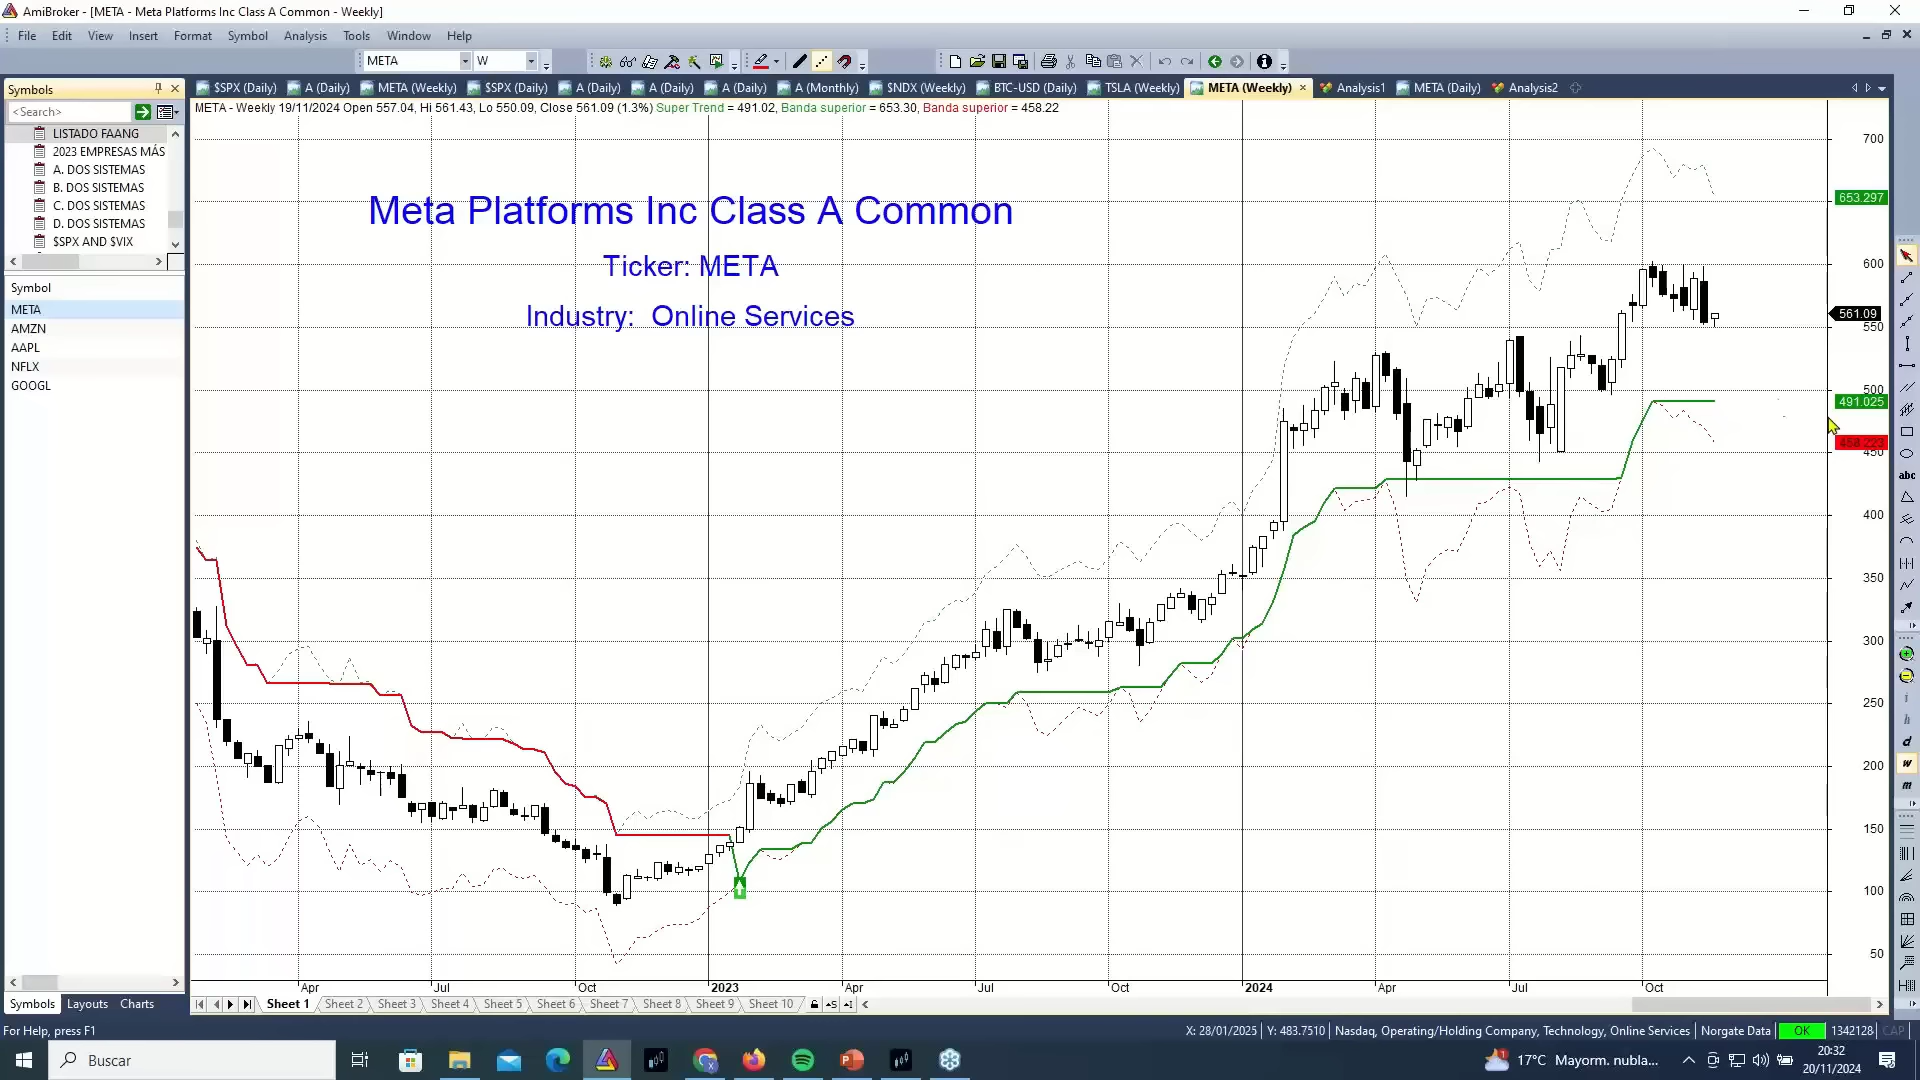 AmiBroker - [META - Meta Platforms Inc Class A Common - Weekly]
File Edit View Insert Format Symbol Analysis Tools Window Help
META W
Symbols
$SPX (Daily) A (Daily) META (Weekly) $SPX (Daily) A (Daily) A (Daily) A (Daily) A (Monthly) $NDX (Weekly) BTC-USD (Daily) TSLA (Weekly) META (Weekly) Analysis1 META (Daily) Analysis2
<Search>
META - Weekly 19/11/2024 Open 557.04, Hi 561.43, Lo 550.09, Close 561.09 (1.3%) Super Trend = 491.02, Banda superior = 653.30, Banda superior = 458.22
LISTADO FAANG
2023 EMPRESAS MÁS
A. DOS SISTEMAS
B. DOS SISTEMAS
C. DOS SISTEMAS
D. DOS SISTEMAS
$SPX AND $VIX
Symbol
META
AMZN
AAPL
NFLX
GOOGL
Meta Platforms Inc Class A Common
Ticker: META
Industry: Online Services
700
653.297
600
561.09
550
500
491.025
458.223
450
400
350
300
250
200
150
100
50
abc
i
h
d
w
m
Apr Jul Oct 2023 Apr Jul Oct 2024 Apr Jul Oct
Symbols Layouts Charts
Sheet 1 Sheet 2 Sheet 3 Sheet 4 Sheet 5 Sheet 6 Sheet 7 Sheet 8 Sheet 9 Sheet 10
For Help, press F1
X: 28/01/2025 Y: 483.7510 Nasdaq, Operating/Holding Company, Technology, Online Services Norgate Data OK 1342128 CAP
Buscar
17°C Mayorm. nubla...
20:32
20/11/2024